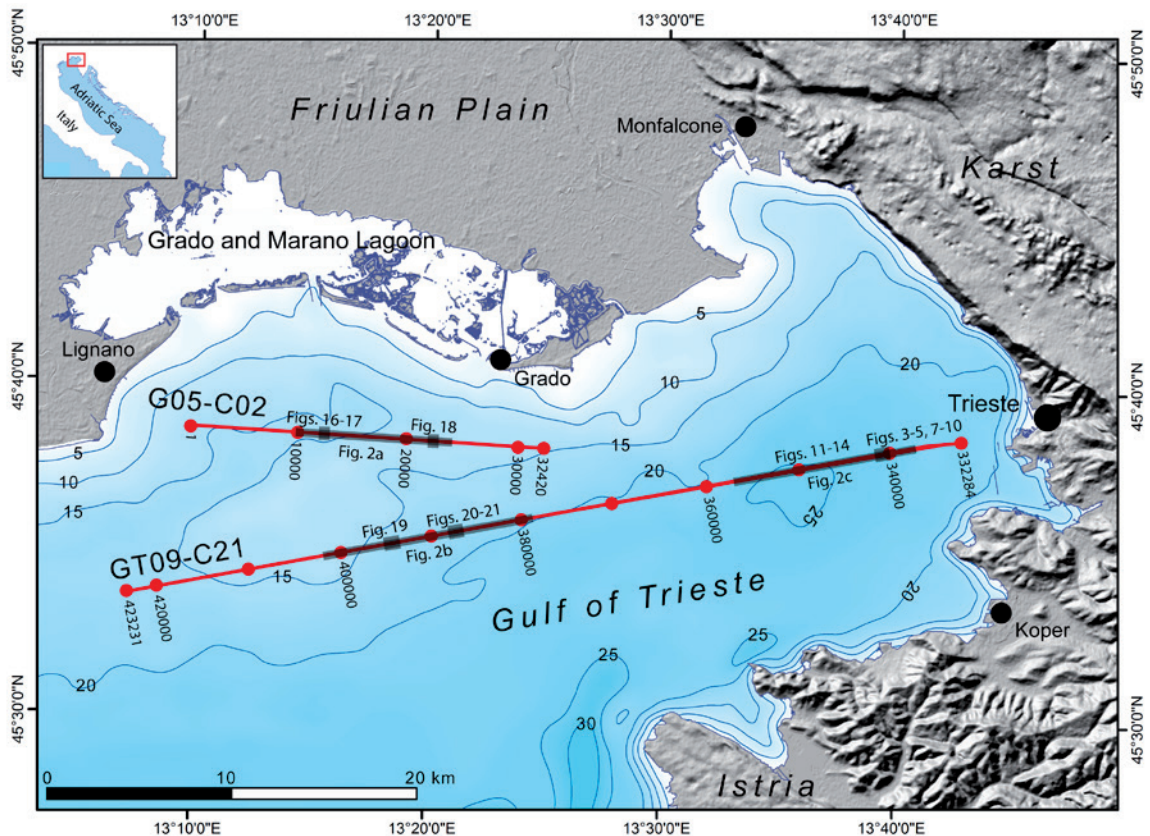 13°10'0"E
13°20'0"E
13°30'0"E
13°40'0"E
45°50'0"N
45°50'0"N
Adriatic Sea
Italy
Friulian Plain
Monfalcone
Karst
Grado and Marano Lagoon
5
Lignano
Grado
10
20
45°40'0"N
45°40'0"N
G05-C02
Figs. 16-17
Fig. 18
Fig. 2a
1
10000
20000
30000
32420
15
Trieste
Figs. 3-5, 7-10
Figs. 11-14
Fig. 2c
5
10
15
20
25
360000
340000
332284
Fig. 19
Figs. 20-21
Fig. 2b
GT09-C21
15
423231
420000
400000
380000
Gulf of Trieste
20
Koper
25
25
20
30
45°30'0"N
45°30'0"N
Istria
0
10
20 km
13°10'0"E
13°20'0"E
13°30'0"E
13°40'0"E